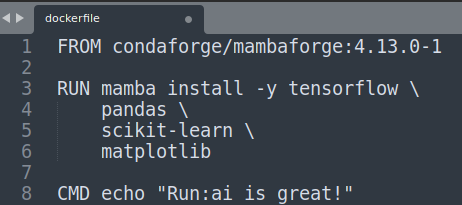 dockerfile
1 FROM condaforge/mambaforge:4.13.0-1
2
3 RUN mamba install -y tensorflow \
4 pandas \
5 scikit-learn \
6 matplotlib
7
8 CMD echo "Run:ai is great!"